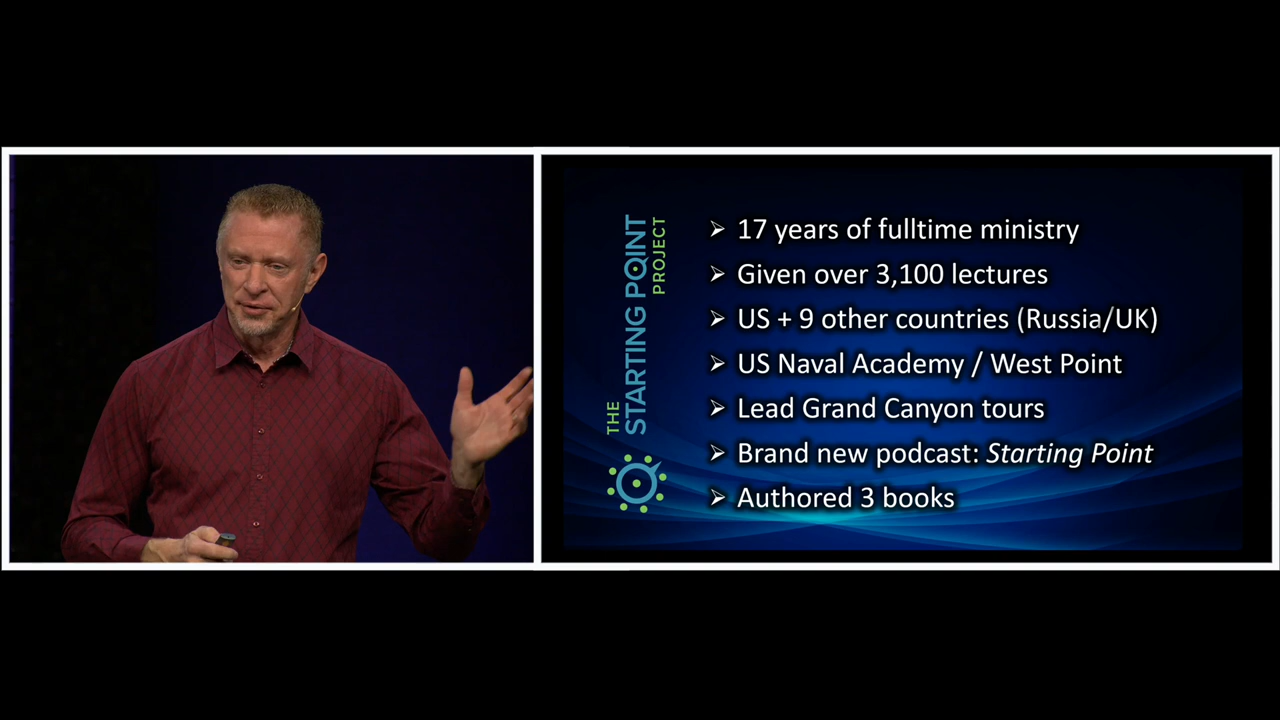 THE
STARTING POINT
PROJECT
17 years of fulltime ministry
Given over 3,100 lectures
US + 9 other countries (Russia/UK)
US Naval Academy / West Point
Lead Grand Canyon tours
Brand new podcast: Starting Point
Authored 3 books